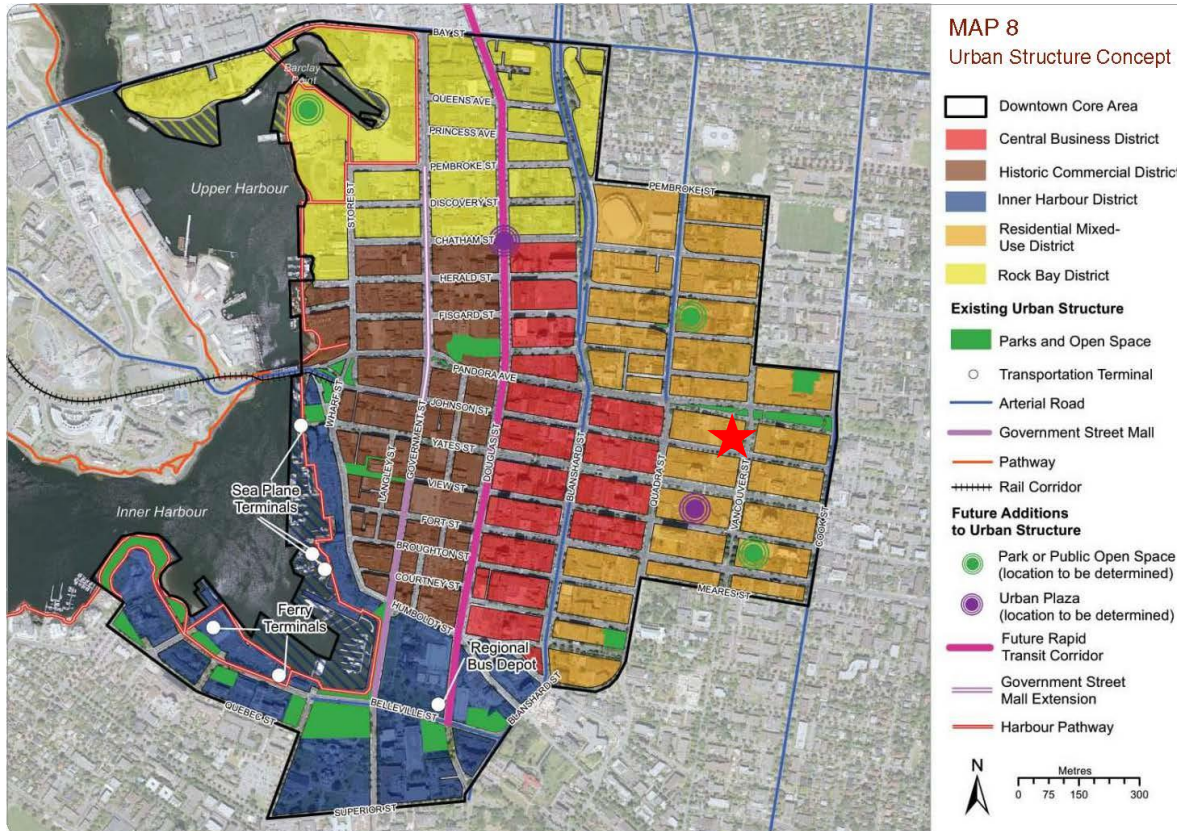 BAY ST
Barclay
Point
QUEENS AVE
PRINCESS AVE
PEMBROKE ST
PEMBROKE ST
Upper Harbour
STORE ST
DISCOVERY ST
CHATHAM ST
HERALD ST
FISGARD ST
PANDORA AVE
WHARF ST
JOHNSON ST
GOVERNMENT ST
DOUGLAS ST
YATES ST
LANGLEY ST
VIEW ST
BLANSHARD ST
QUADRA ST
VANCOUVER ST
COOK ST
Sea Plane
Terminals
Inner Harbour
FORT ST
BROUGHTON ST
COURTNEY ST
MEARES ST
HUMBOLDT ST
Ferry
Terminals
Regional
Bus Depot
BELLEVILLE ST
BLANSHARD ST
QUEBEC ST
SUPERIOR ST
MAP 8
Urban Structure Concept
Downtown Core Area
Central Business District
Historic Commercial District
Inner Harbour District
Residential Mixed-
Use District
Rock Bay District
Existing Urban Structure
Parks and Open Space
Transportation Terminal
Arterial Road
Government Street Mall
Pathway
Rail Corridor
Future Additions
to Urban Structure
Park or Public Open Space
(location to be determined)
Urban Plaza
(location to be determined)
Future Rapid
Transit Corridor
Government Street
Mall Extension
Harbour Pathway
N
Metres
0 75 150 300